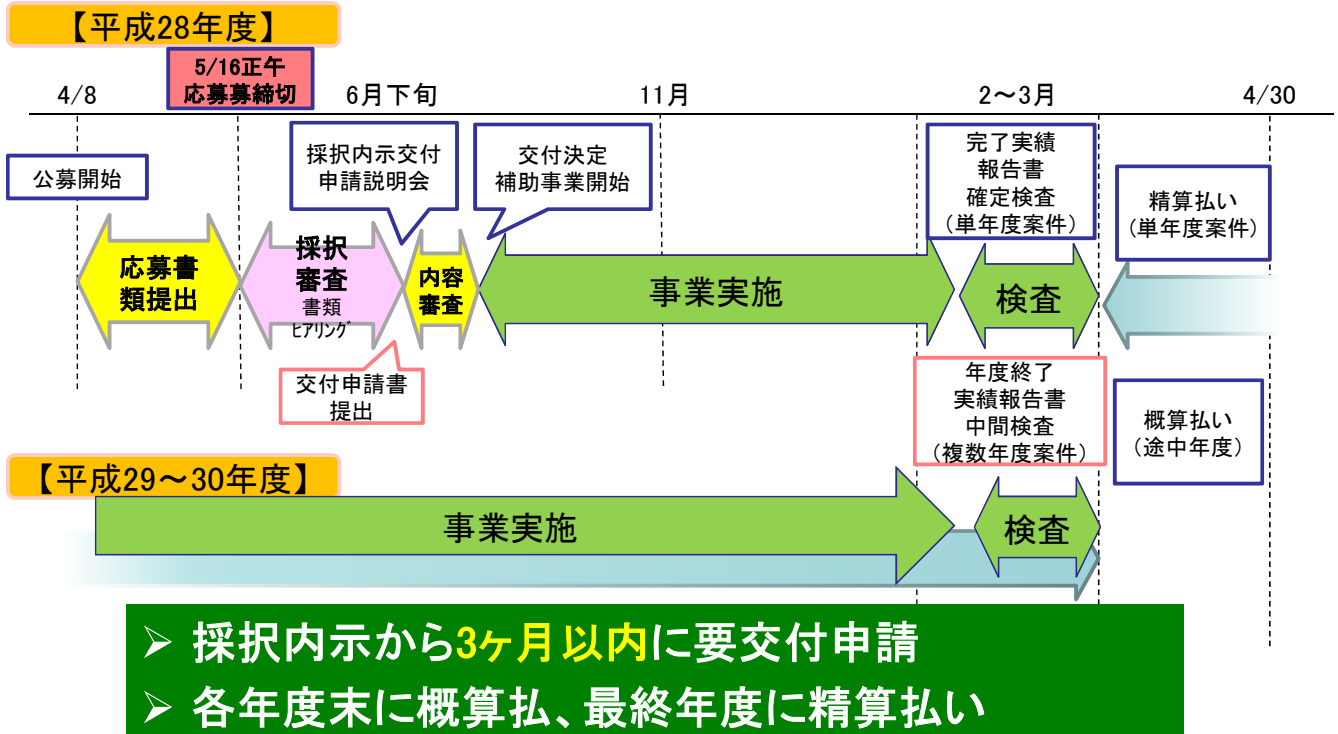 【平成28年度】
5/16正午
応募募締切
4/8
6月下旬
11月
2～3月
4/30
公募開始
採択内示交付
申請説明会
交付決定
補助事業開始
完了実績
報告書
確定検査
（単年度案件）
精算払い
（単年度案件）
応募書
類提出
採択
審査
書類
ﾋｱﾘﾝｸﾞ
内容
審査
事業実施
検査
交付申請書
提出
年度終了
実績報告書
中間検査
（複数年度案件）
概算払い
（途中年度）
【平成29～30年度】
事業実施
検査
➢ 採択内示から3ヶ月以内に要交付申請
➢ 各年度末に概算払、最終年度に精算払い